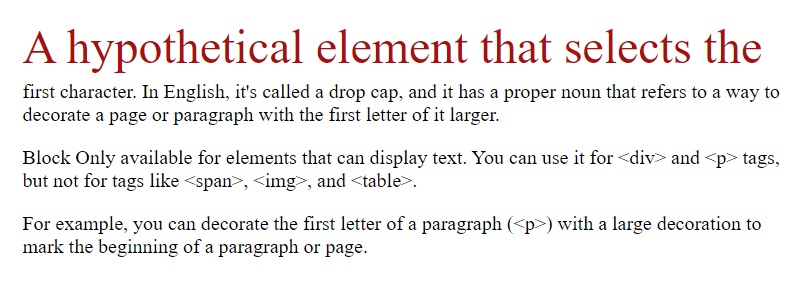 A hypothetical element that selects the
first character. In English, it's called a drop cap, and it has a proper noun that refers to a way to
decorate a page or paragraph with the first letter of it larger.
Block Only available for elements that can display text. You can use it for <div> and <p> tags,
but not for tags like <span>, <img>, and <table>.
For example, you can decorate the first letter of a paragraph (<p>) with a large decoration to
mark the beginning of a paragraph or page.